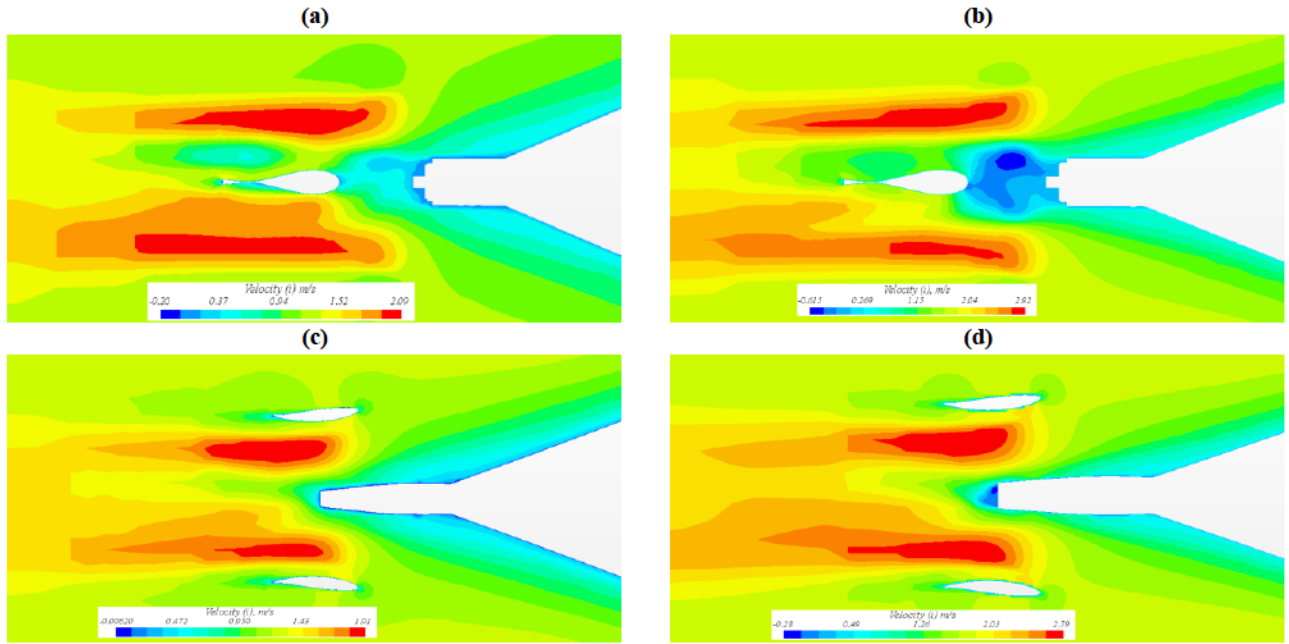 (a)
(b)
Velocity (i) m/s
-0.20 0.37 0.94 1.52 2.09
Velocity (i), m/s
-0.615 0.269 1.15 2.04 2.92
(c)
(d)
Velocity (i), m/s
-0.00620 0.472 0.950 1.43 1.91
Velocity (i), m/s
-0.28 0.49 1.26 2.03 2.79